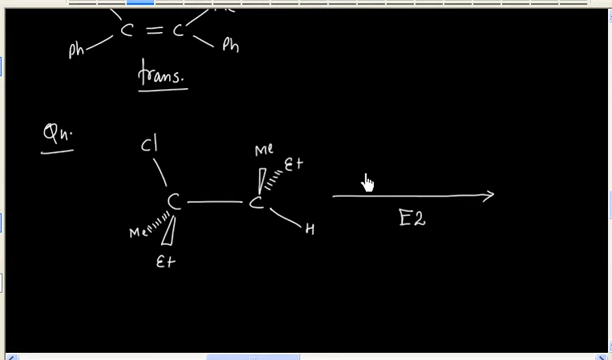 C = C
Ph Ph
trans.
Qn.
Cl
Me
Et
C C
Me H
Et
E2